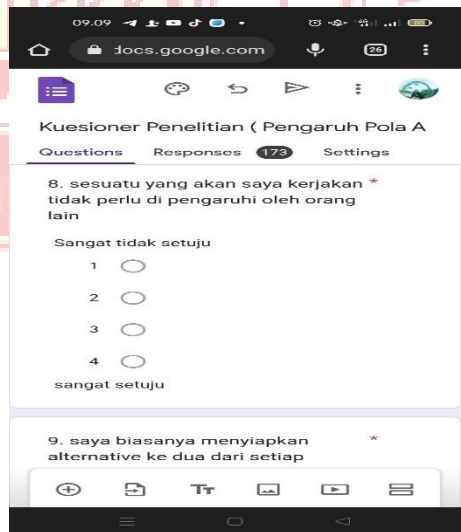 09.09
docs.google.com
26
Kuesioner Penelitian ( Pengaruh Pola A
Questions Responses 173 Settings
8. sesuatu yang akan saya kerjakan *
tidak perlu di pengaruhi oleh orang
lain
Sangat tidak setuju
1
2
3
4
sangat setuju
9. saya biasanya menyiapkan *
alternative ke dua dari setiap
Tт